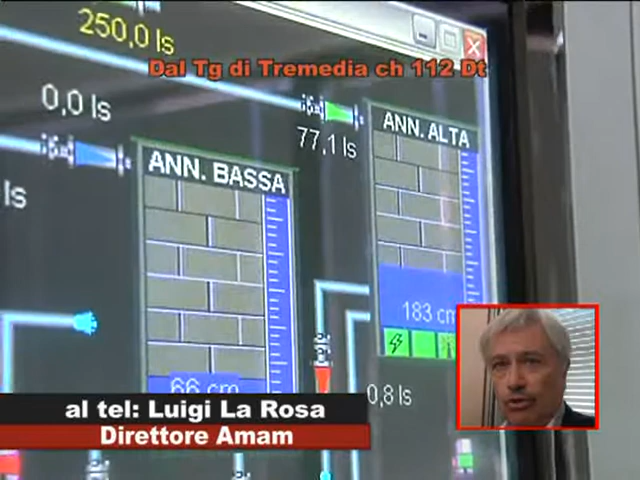 250,0 ls
Dal Tg di Tremedia ch 112 Dt
0,0 ls
77,1 ls
ANN. ALTA
ANN. BASSA
ls
183 cm
66 cm
0,8 ls
al tel: Luigi La Rosa
Direttore Amam